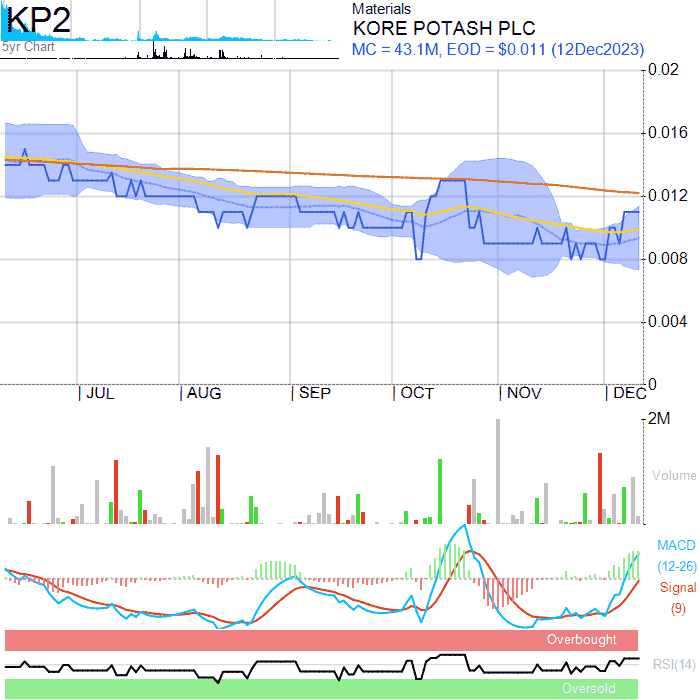 KP2
5yr Chart
Materials
KORE POTASH PLC
MC = 43.1M, EOD = $0.011 (12Dec2023)
0.02
0.016
0.012
0.008
0.004
0
| JUL | AUG | SEP | OCT | NOV | DEC
2M
Volume
MACD
(12-26)
Signal
(9)
Overbought
RSI(14)
Oversold